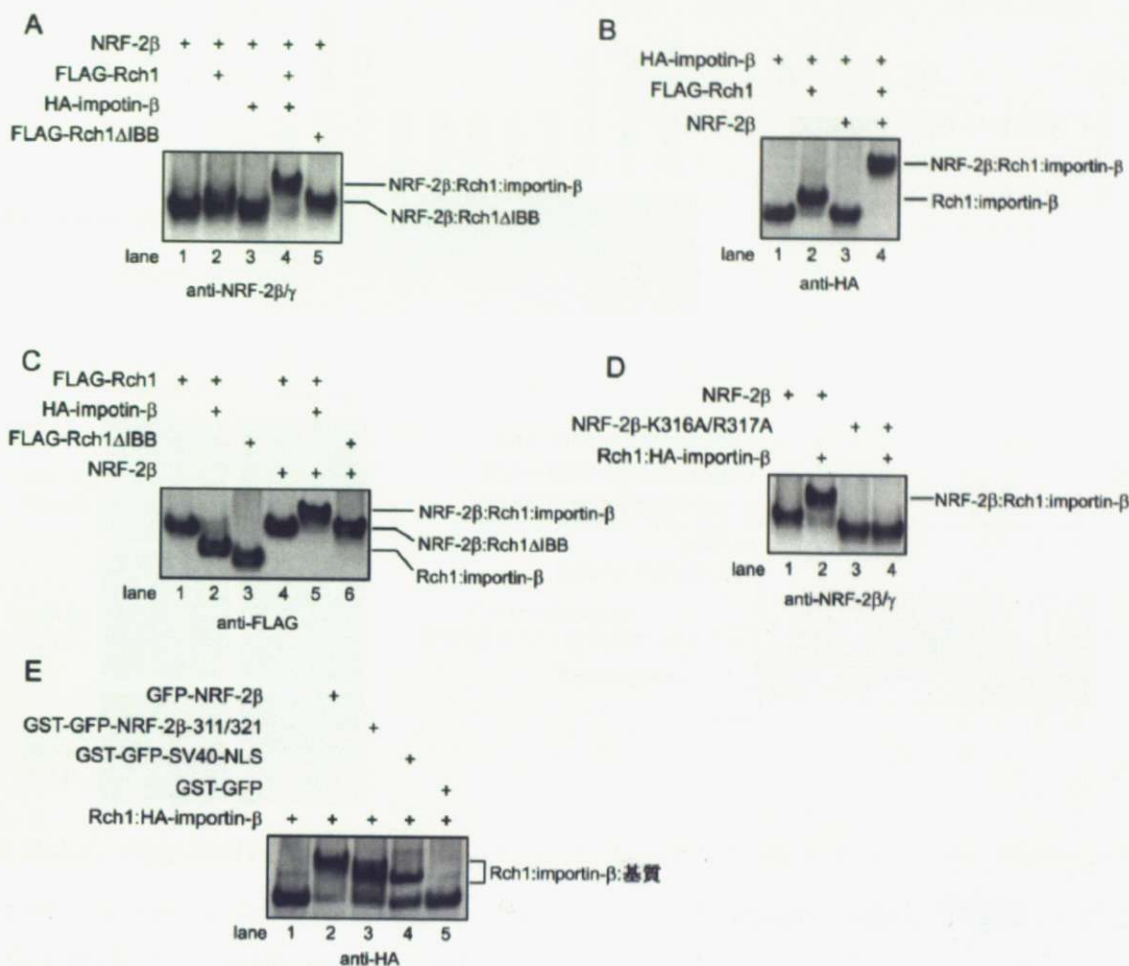 A
NRF-2β + + + + +
FLAG-Rch1 + +
HA-impotin-β + +
FLAG-Rch1ΔIBB +
NRF-2β:Rch1:importin-β
NRF-2β:Rch1ΔIBB
lane 1 2 3 4 5
anti-NRF-2β/γ
B
HA-impotin-β + + + +
FLAG-Rch1 + +
NRF-2β + +
NRF-2β:Rch1:importin-β
Rch1:importin-β
lane 1 2 3 4
anti-HA
C
FLAG-Rch1 + + + +
HA-impotin-β + +
FLAG-Rch1ΔIBB + +
NRF-2β + + +
NRF-2β:Rch1:importin-β
NRF-2β:Rch1ΔIBB
Rch1:importin-β
lane 1 2 3 4 5 6
anti-FLAG
D
NRF-2β + +
NRF-2β-K316A/R317A + +
Rch1:HA-importin-β + +
NRF-2β:Rch1:importin-β
lane 1 2 3 4
anti-NRF-2β/γ
E
GFP-NRF-2β +
GST-GFP-NRF-2β-311/321 +
GST-GFP-SV40-NLS +
GST-GFP +
Rch1:HA-importin-β + + + + +
Rch1:importin-β:基質
lane 1 2 3 4 5
anti-HA